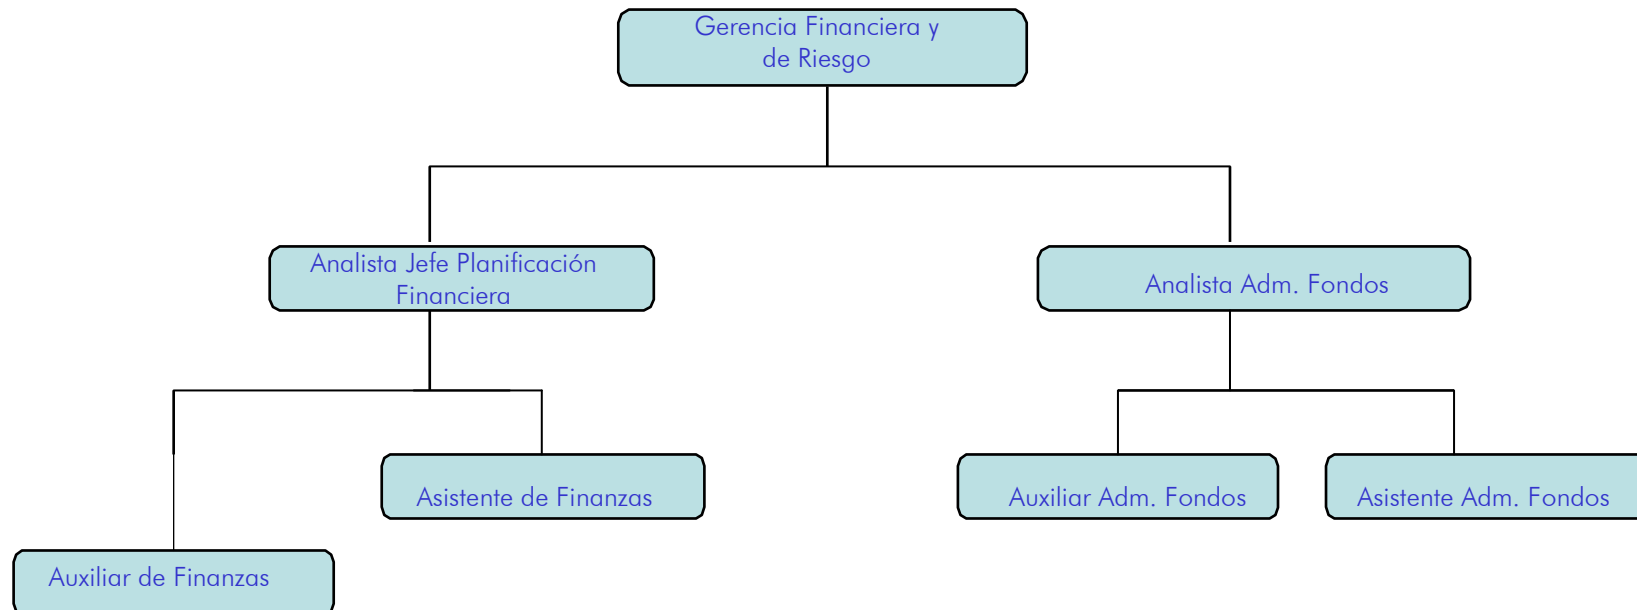 Gerencia Financiera y
de Riesgo
Analista Jefe Planificación
Financiera
Analista Adm. Fondos
Asistente de Finanzas
Auxiliar Adm. Fondos
Asistente Adm. Fondos
Auxiliar de Finanzas